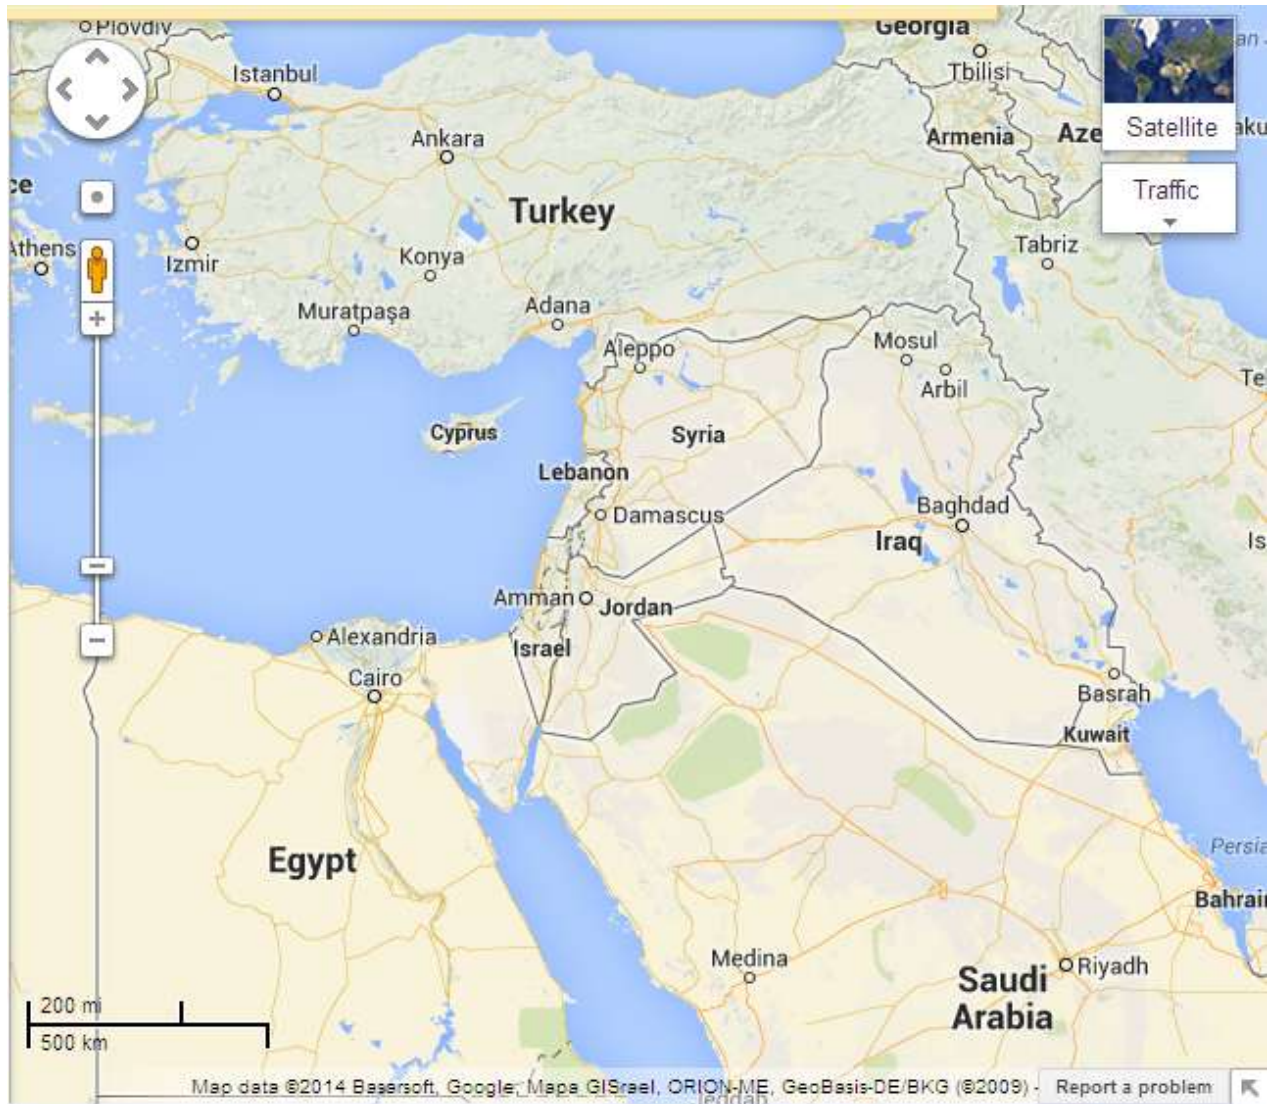 Plovdiv
Georgia
Tbilisi
Istanbul
Ankara
Armenia
Satellite
Turkey
Traffic
Athens
Izmir
Konya
Tabriz
Muratpaşa
Adana
Aleppo
Mosul
Arbil
Cyprus
Syria
Lebanon
Damascus
Baghdad
Iraq
Amman
Jordan
Alexandria
Israel
Cairo
Basrah
Kuwait
Egypt
Bahrain
Medina
Saudi
Arabia
Riyadh
200 mi
500 km
Map data ©2014 Basarsoft, Google, Mapa GISrael, ORION-ME, GeoBasis-DE/BKG (©2009) -
Report a problem